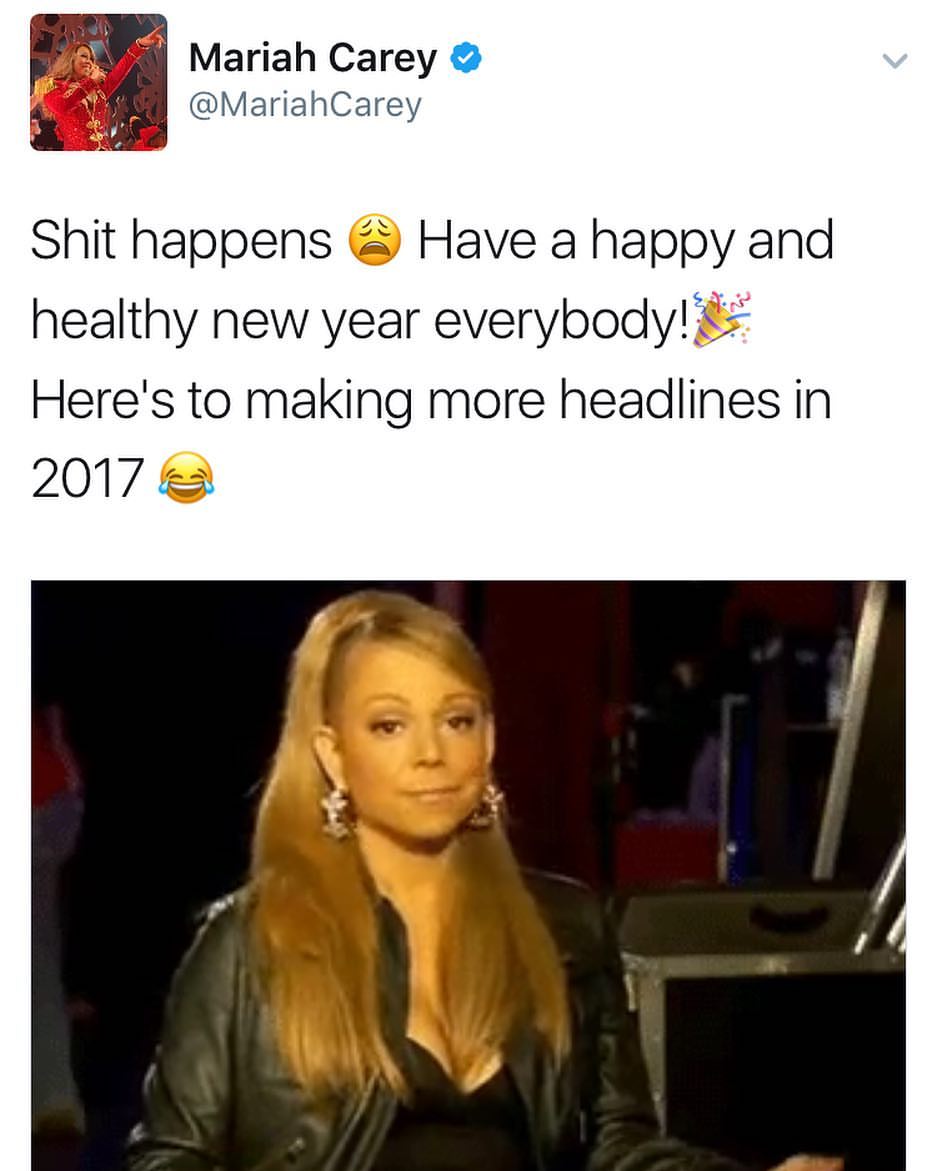 Mariah Carey
@MariahCarey
Shit happens 😩 Have a happy and
healthy new year everybody!🎉
Here's to making more headlines in
2017 😂